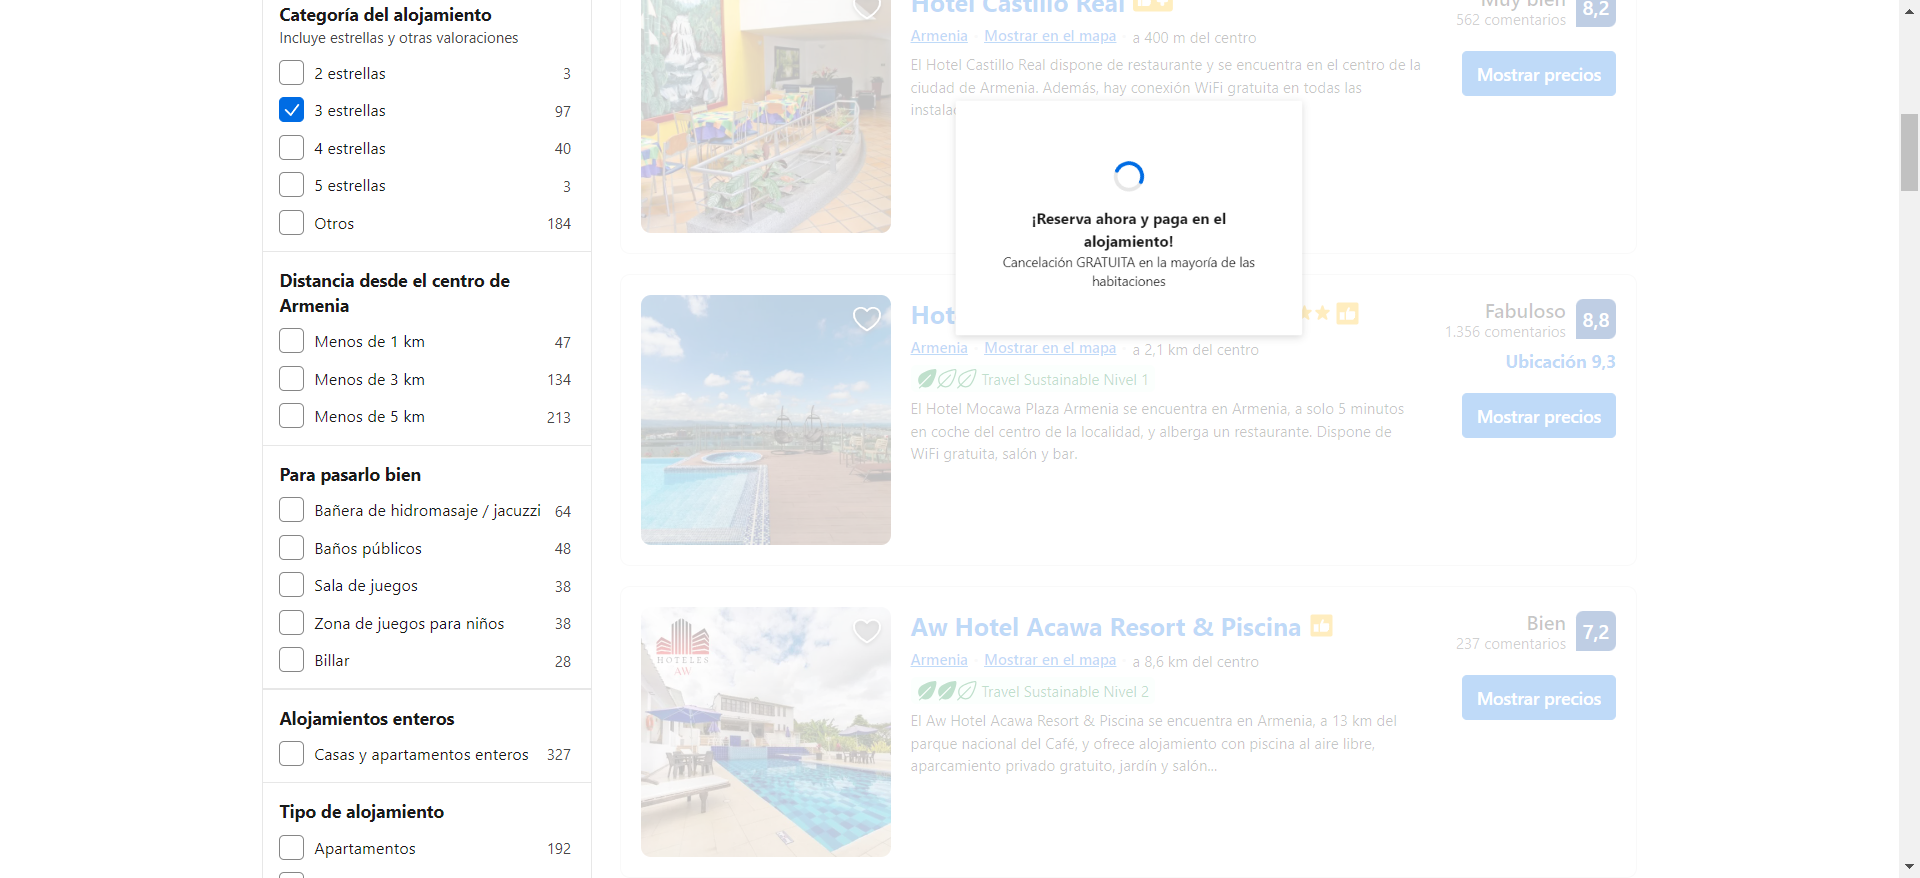 Categoría del alojamiento
Incluye estrellas y otras valoraciones
2 estrellas 3
3 estrellas 97
4 estrellas 40
5 estrellas 3
Otros 184
Distancia desde el centro de
Armenia
Menos de 1 km 47
Menos de 3 km 134
Menos de 5 km 213
Para pasarlo bien
Bañera de hidromasaje / jacuzzi 64
Baños públicos 48
Sala de juegos 38
Zona de juegos para niños 38
Billar 28
Alojamientos enteros
Casas y apartamentos enteros 327
Tipo de alojamiento
Apartamentos 192
Hotel Castillo Real
Muy bien
562 comentarios
8,2
Armenia Mostrar en el mapa a 400 m del centro
El Hotel Castillo Real dispone de restaurante y se encuentra en el centro de la
ciudad de Armenia. Además, hay conexión WiFi gratuita en todas las
Mostrar precios
¡Reserva ahora y paga en el
alojamiento!
Cancelación GRATUITA en la mayoría de las
habitaciones
Fabuloso
1.356 comentarios
8,8
Ubicación 9,3
Armenia Mostrar en el mapa a 2,1 km del centro
Travel Sustainable Nivel 1
El Hotel Mocawa Plaza Armenia se encuentra en Armenia, a solo 5 minutos
en coche del centro de la localidad, y alberga un restaurante. Dispone de
WiFi gratuita, salón y bar.
Mostrar precios
HOTELES
AW
Aw Hotel Acawa Resort & Piscina
Bien
237 comentarios
7,2
Armenia Mostrar en el mapa a 8,6 km del centro
Travel Sustainable Nivel 2
El Aw Hotel Acawa Resort & Piscina se encuentra en Armenia, a 13 km del
parque nacional del Café, y ofrece alojamiento con piscina al aire libre,
aparcamiento privado gratuito, jardín y salón...
Mostrar precios